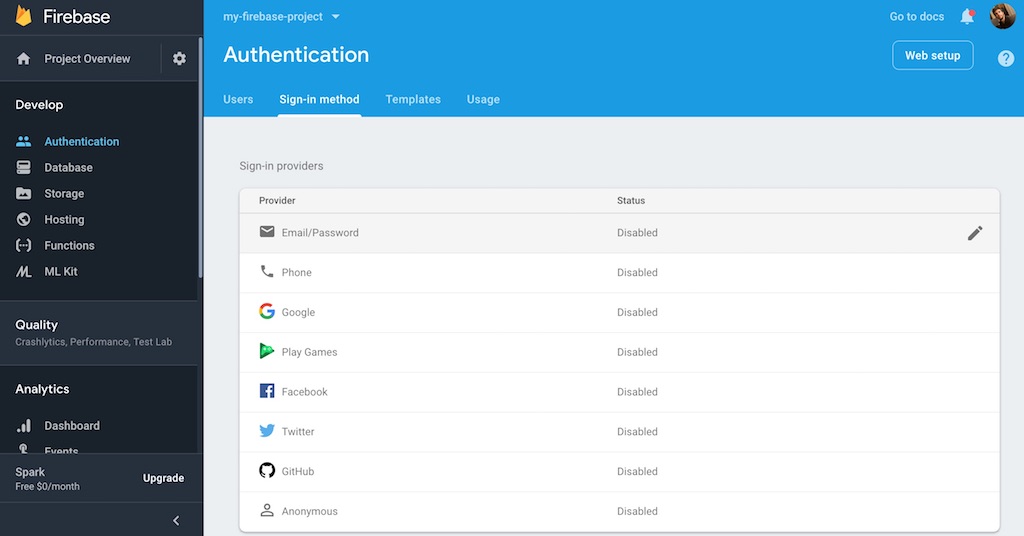 Firebase
Project Overview
Develop
Authentication
Database
Storage
Hosting
Functions
ML Kit
Quality
Crashlytics, Performance, Test Lab
Analytics
Dashboard
Events
Spark
Free $0/month
Upgrade
my-firebase-project
Go to docs
Authentication
Web setup
?
Users Sign-in method Templates Usage
Sign-in providers
Provider Status
Email/Password Disabled
Phone Disabled
Google Disabled
Play Games Disabled
Facebook Disabled
Twitter Disabled
GitHub Disabled
Anonymous Disabled